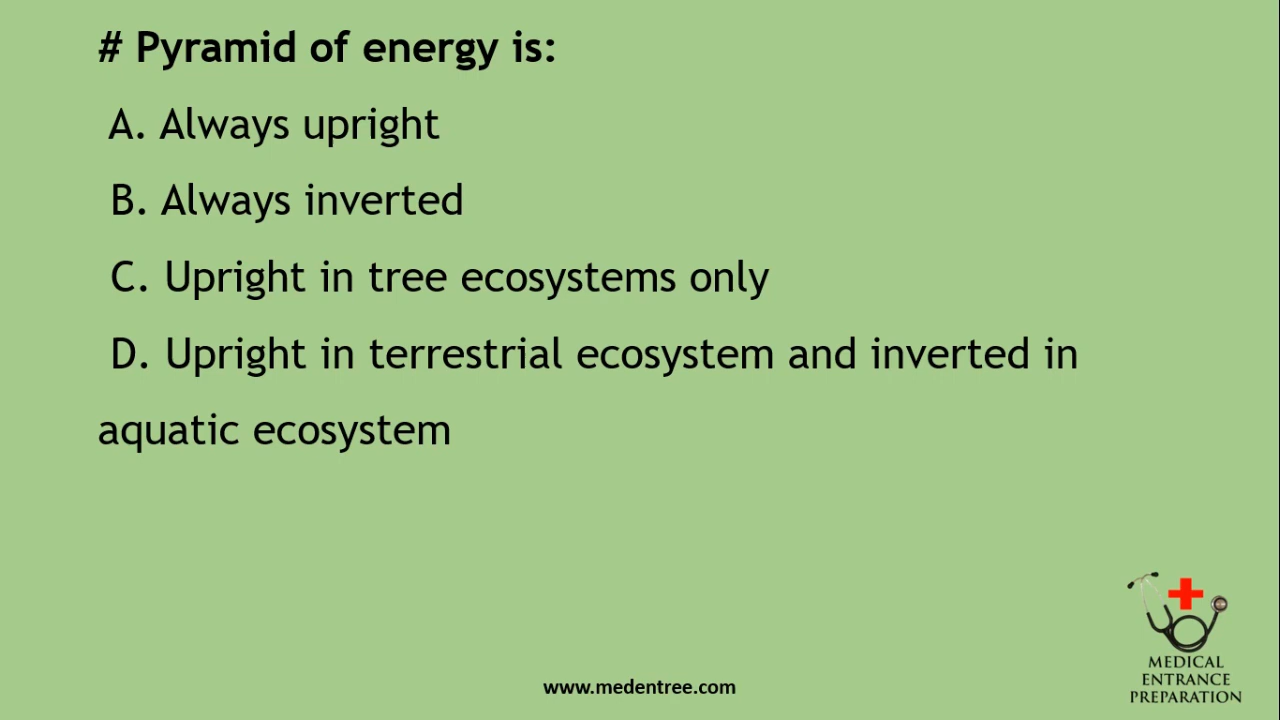 # Pyramid of energy is:
A. Always upright
B. Always inverted
C. Upright in tree ecosystems only
D. Upright in terrestrial ecosystem and inverted in
aquatic ecosystem
MEDICAL
ENTRANCE
PREPARATION
www.medentree.com